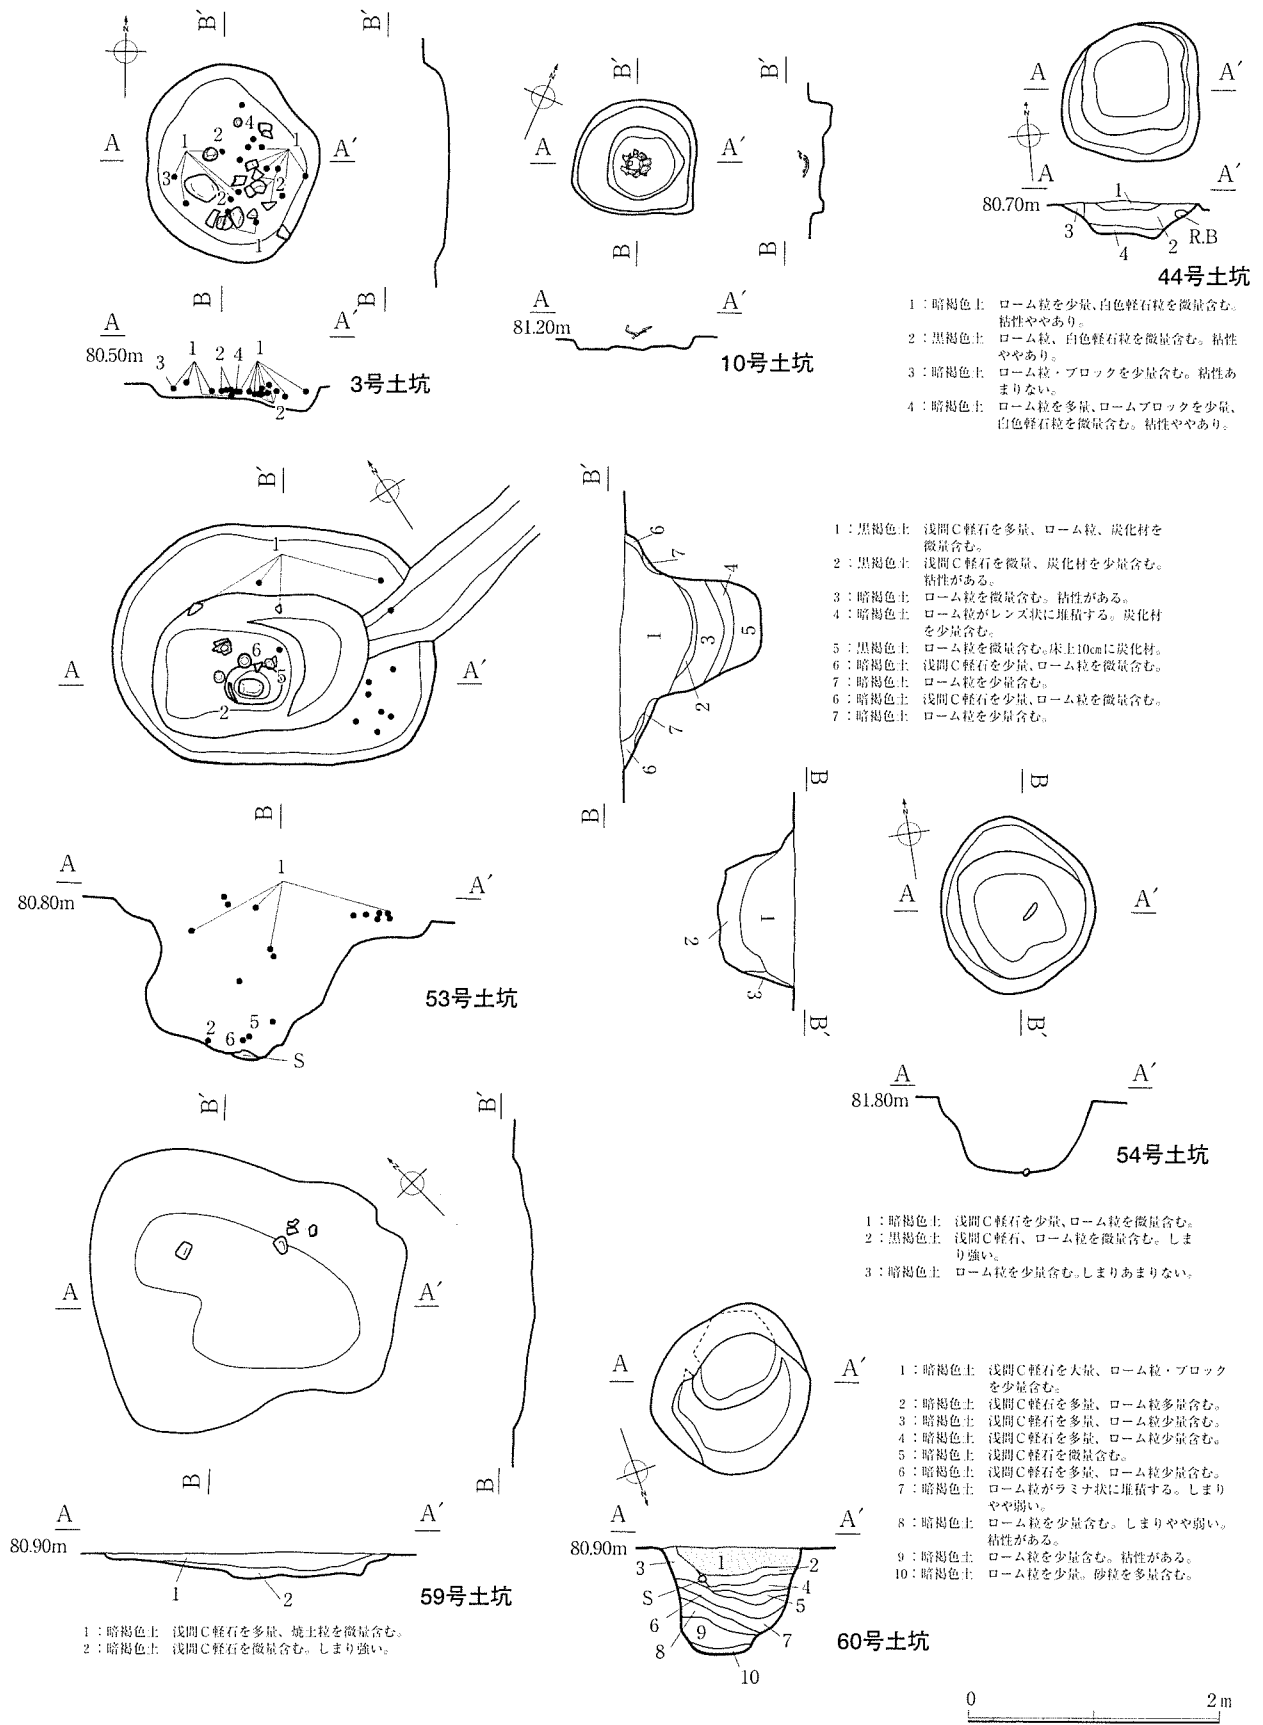 B´
B´
N
A
A´
1
2
4
1
3
2
2
1
B
B
A
A´
80.50m
3
1
2
4
1
2
3号土坑
N
B´
B´
A
A´
B
B
A
A´
81.20m
10号土坑
A
A´
N
A
A´
80.70m
1
3
4
2
R.B
44号土坑
1：暗褐色土　ローム粒を少量、白色軽石粒を微量含む。
粘性ややあり。
2：黒褐色土　ローム粒、白色軽石粒を微量含む。粘性
ややあり。
3：暗褐色土　ローム粒・ブロックを少量含む。粘性あ
まりない。
4：暗褐色土　ローム粒を多量、ロームブロックを少量、
白色軽石粒を微量含む。粘性ややあり。
B´
N
1
6
5
2
A
A´
B
A
A´
80.80m
1
2
6
5
S
53号土坑
B´
6
7
4
1
3
5
2
7
6
B
1：黒褐色土　浅間C軽石を多量、ローム粒、炭化材を
微量含む。
2：黒褐色土　浅間C軽石を微量、炭化材を少量含む。
粘性がある。
3：暗褐色土　ローム粒を微量含む。粘性がある。
4：暗褐色土　ローム粒がレンズ状に堆積する。炭化材
を少量含む。
5：黒褐色土　ローム粒を微量含む。床上10㎝に炭化材。
6：暗褐色土　浅間C軽石を少量、ローム粒を微量含む。
7：暗褐色土　ローム粒を少量含む。
6：暗褐色土　浅間C軽石を少量、ローム粒を微量含む。
7：暗褐色土　ローム粒を少量含む。
B
B
N
1
2
3
A
A´
B´
B´
A
A´
81.80m
54号土坑
1：暗褐色土　浅間C軽石を少量、ローム粒を微量含む。
2：黒褐色土　浅間C軽石、ローム粒を微量含む。しま
り強い。
3：暗褐色土　ローム粒を少量含む。しまりあまりない。
B´
B´
N
A
A´
B
B
A
A´
80.90m
1
2
59号土坑
1：暗褐色土　浅間C軽石を多量、焼土粒を微量含む。
2：暗褐色土　浅間C軽石を微量含む。しまり強い。
A
A´
N
A
A´
80.90m
3
1
2
S
4
5
6
8
9
7
10
60号土坑
1：暗褐色土　浅間C軽石を大量、ローム粒・ブロック
を少量含む。
2：暗褐色土　浅間C軽石を多量、ローム粒多量含む。
3：暗褐色土　浅間C軽石を多量、ローム粒少量含む。
4：暗褐色土　浅間C軽石を多量、ローム粒少量含む。
5：暗褐色土　浅間C軽石を微量含む。
6：暗褐色土　浅間C軽石を多量、ローム粒少量含む。
7：暗褐色土　ローム粒がラミナ状に堆積する。しまり
やや弱い。
8：暗褐色土　ローム粒を少量含む。しまりやや弱い。
粘性がある。
9：暗褐色土　ローム粒を少量含む。粘性がある。
10：暗褐色土　ローム粒を少量。砂粒を多量含む。
0
2m